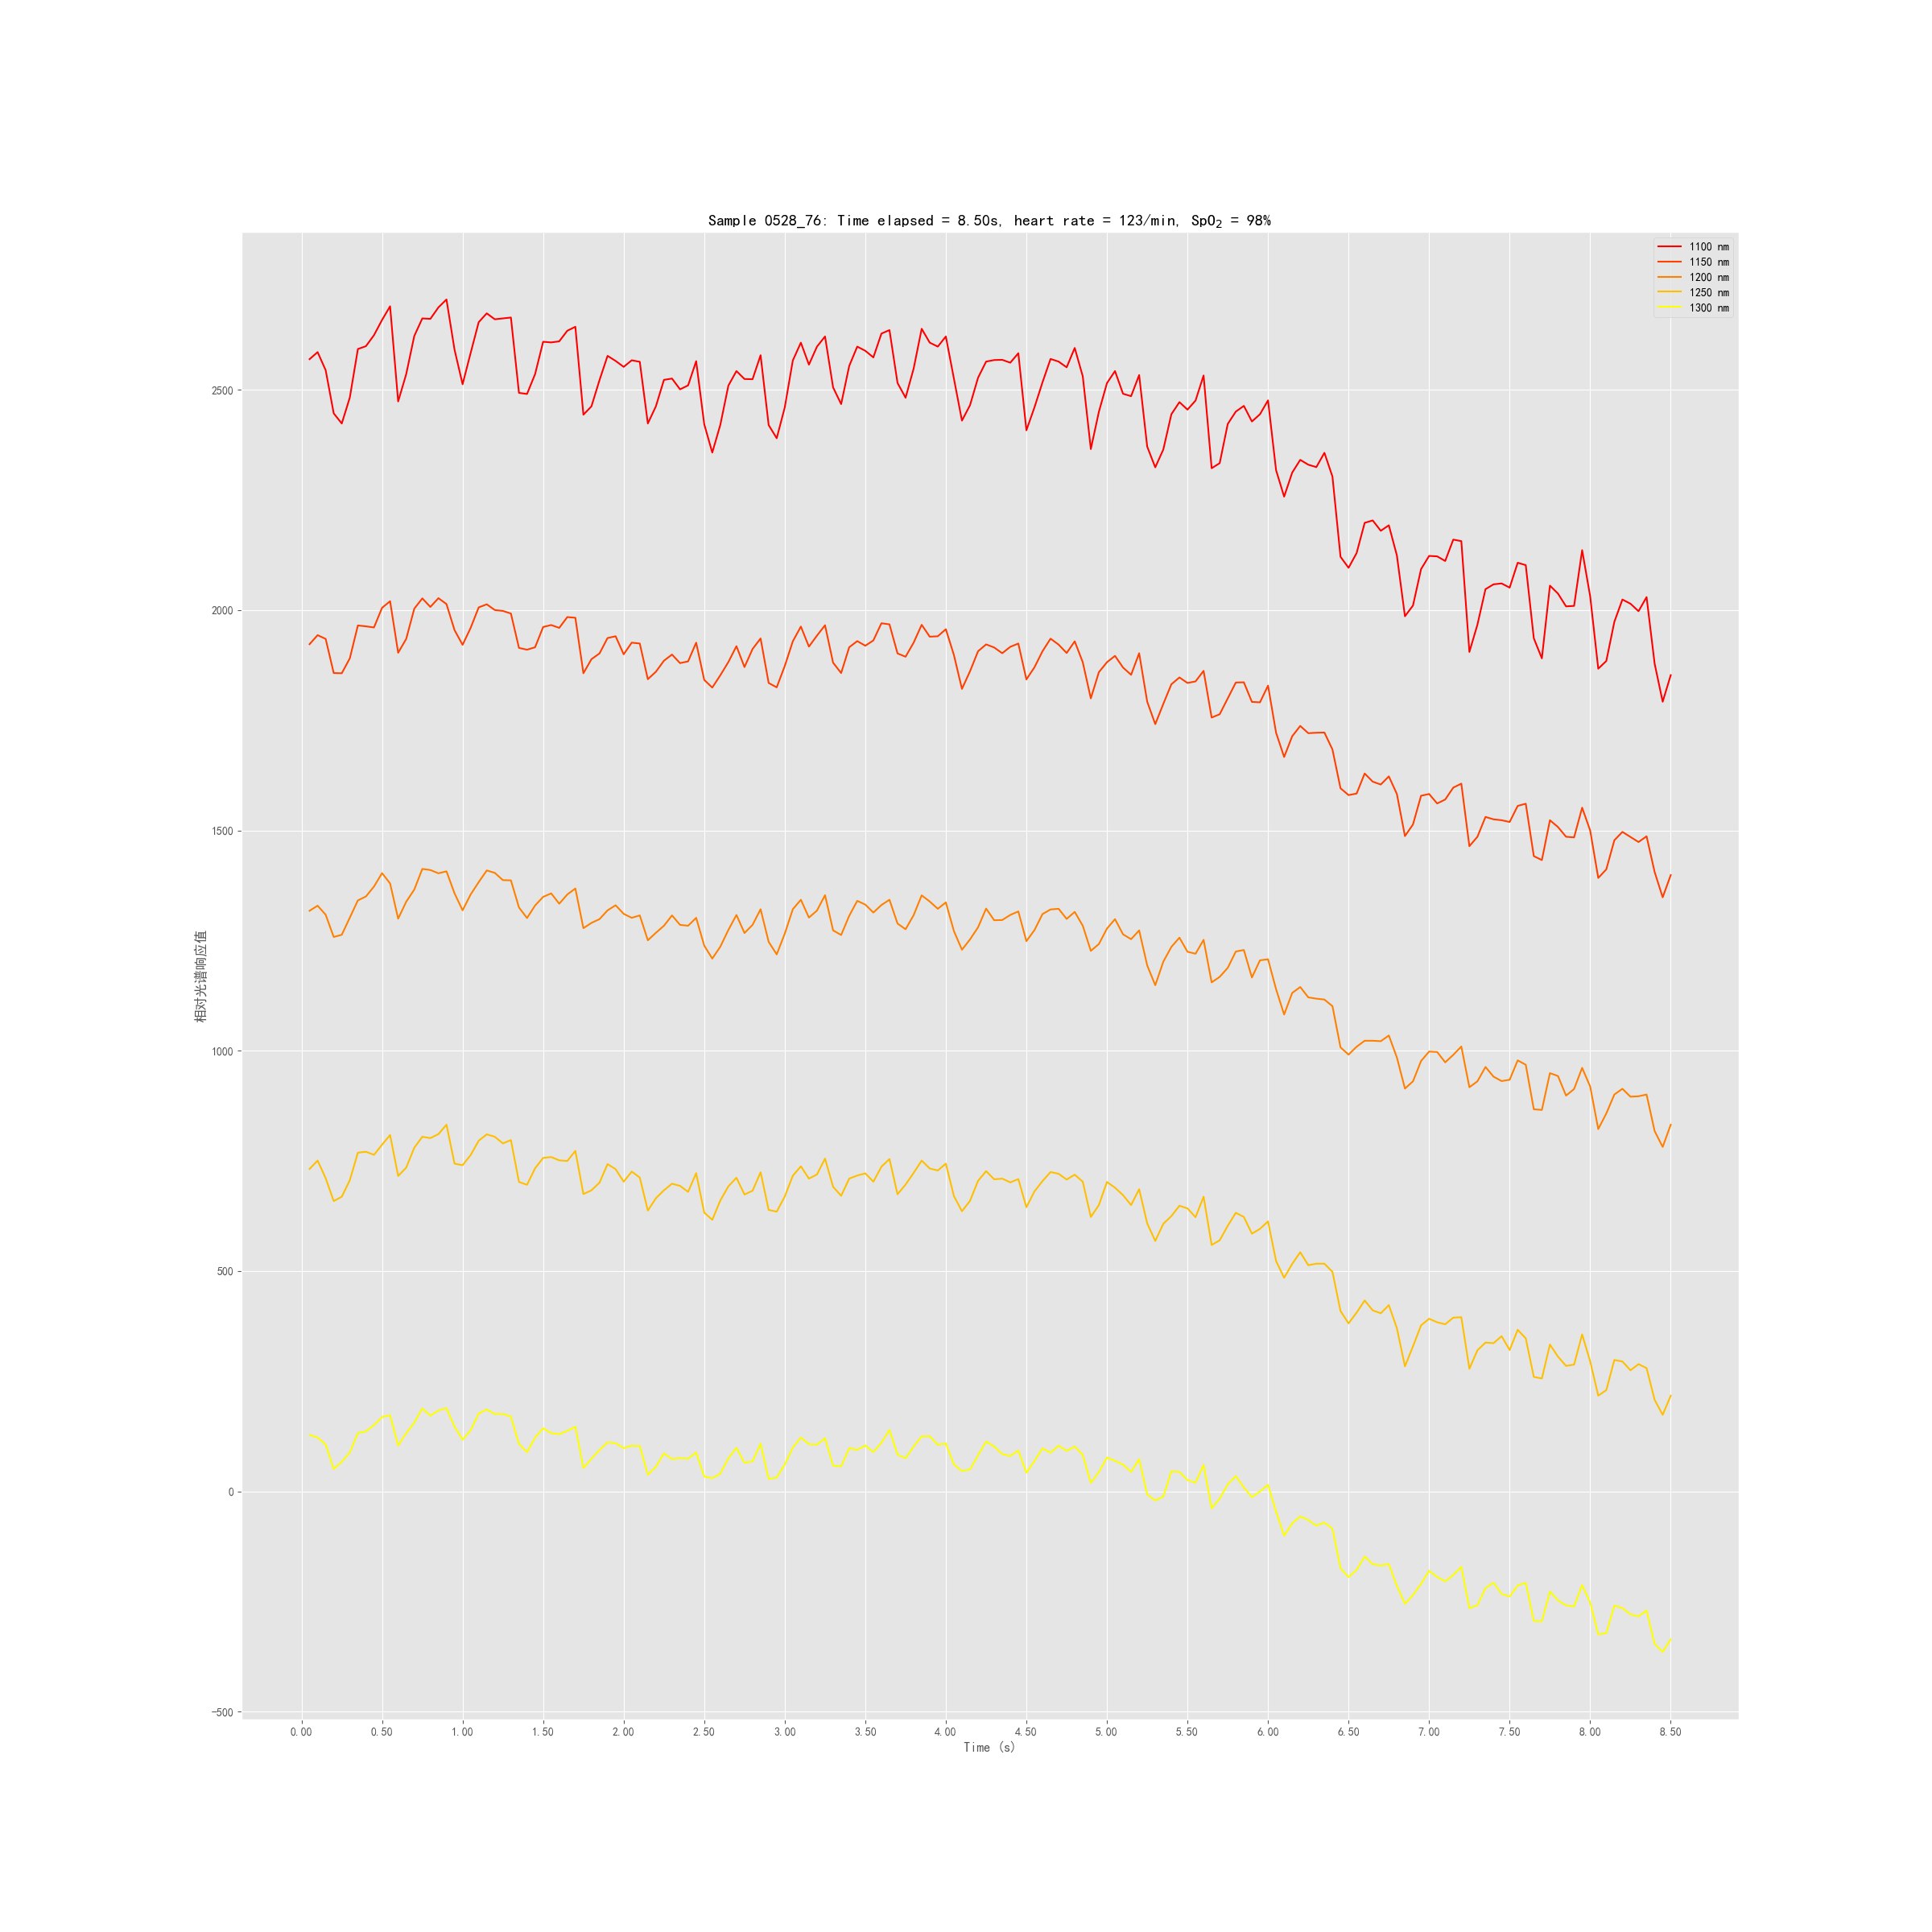 Sample 0528_76: Time elapsed = 8.50s, heart rate = 123/min, SpO₂ = 98%
1100 nm
1150 nm
1200 nm
1250 nm
1300 nm
2500
2000
1500
1000
500
0
−500
相对光谱响应值
0.00 0.50 1.00 1.50 2.00 2.50 3.00 3.50 4.00 4.50 5.00 5.50 6.00 6.50 7.00 7.50 8.00 8.50
Time (s)